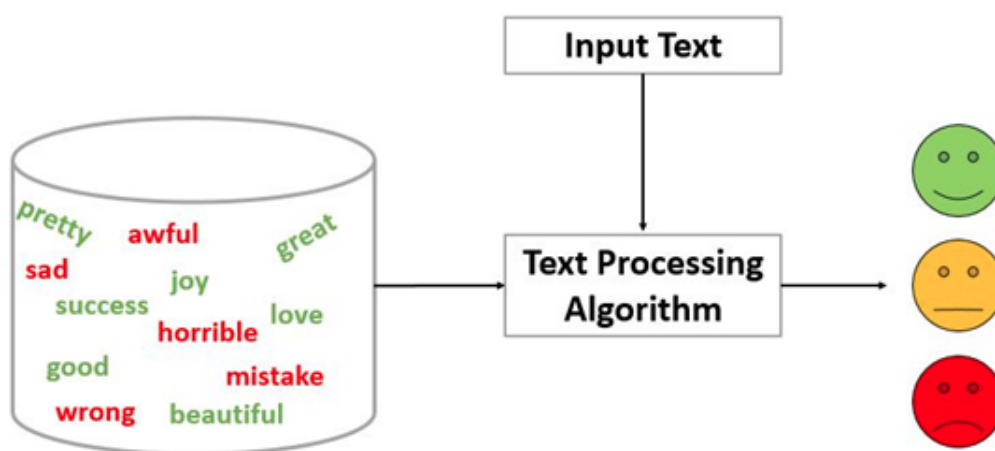 Input Text
pretty
awful
great
sad
joy
success
love
horrible
good
mistake
wrong
beautiful
Text Processing
Algorithm